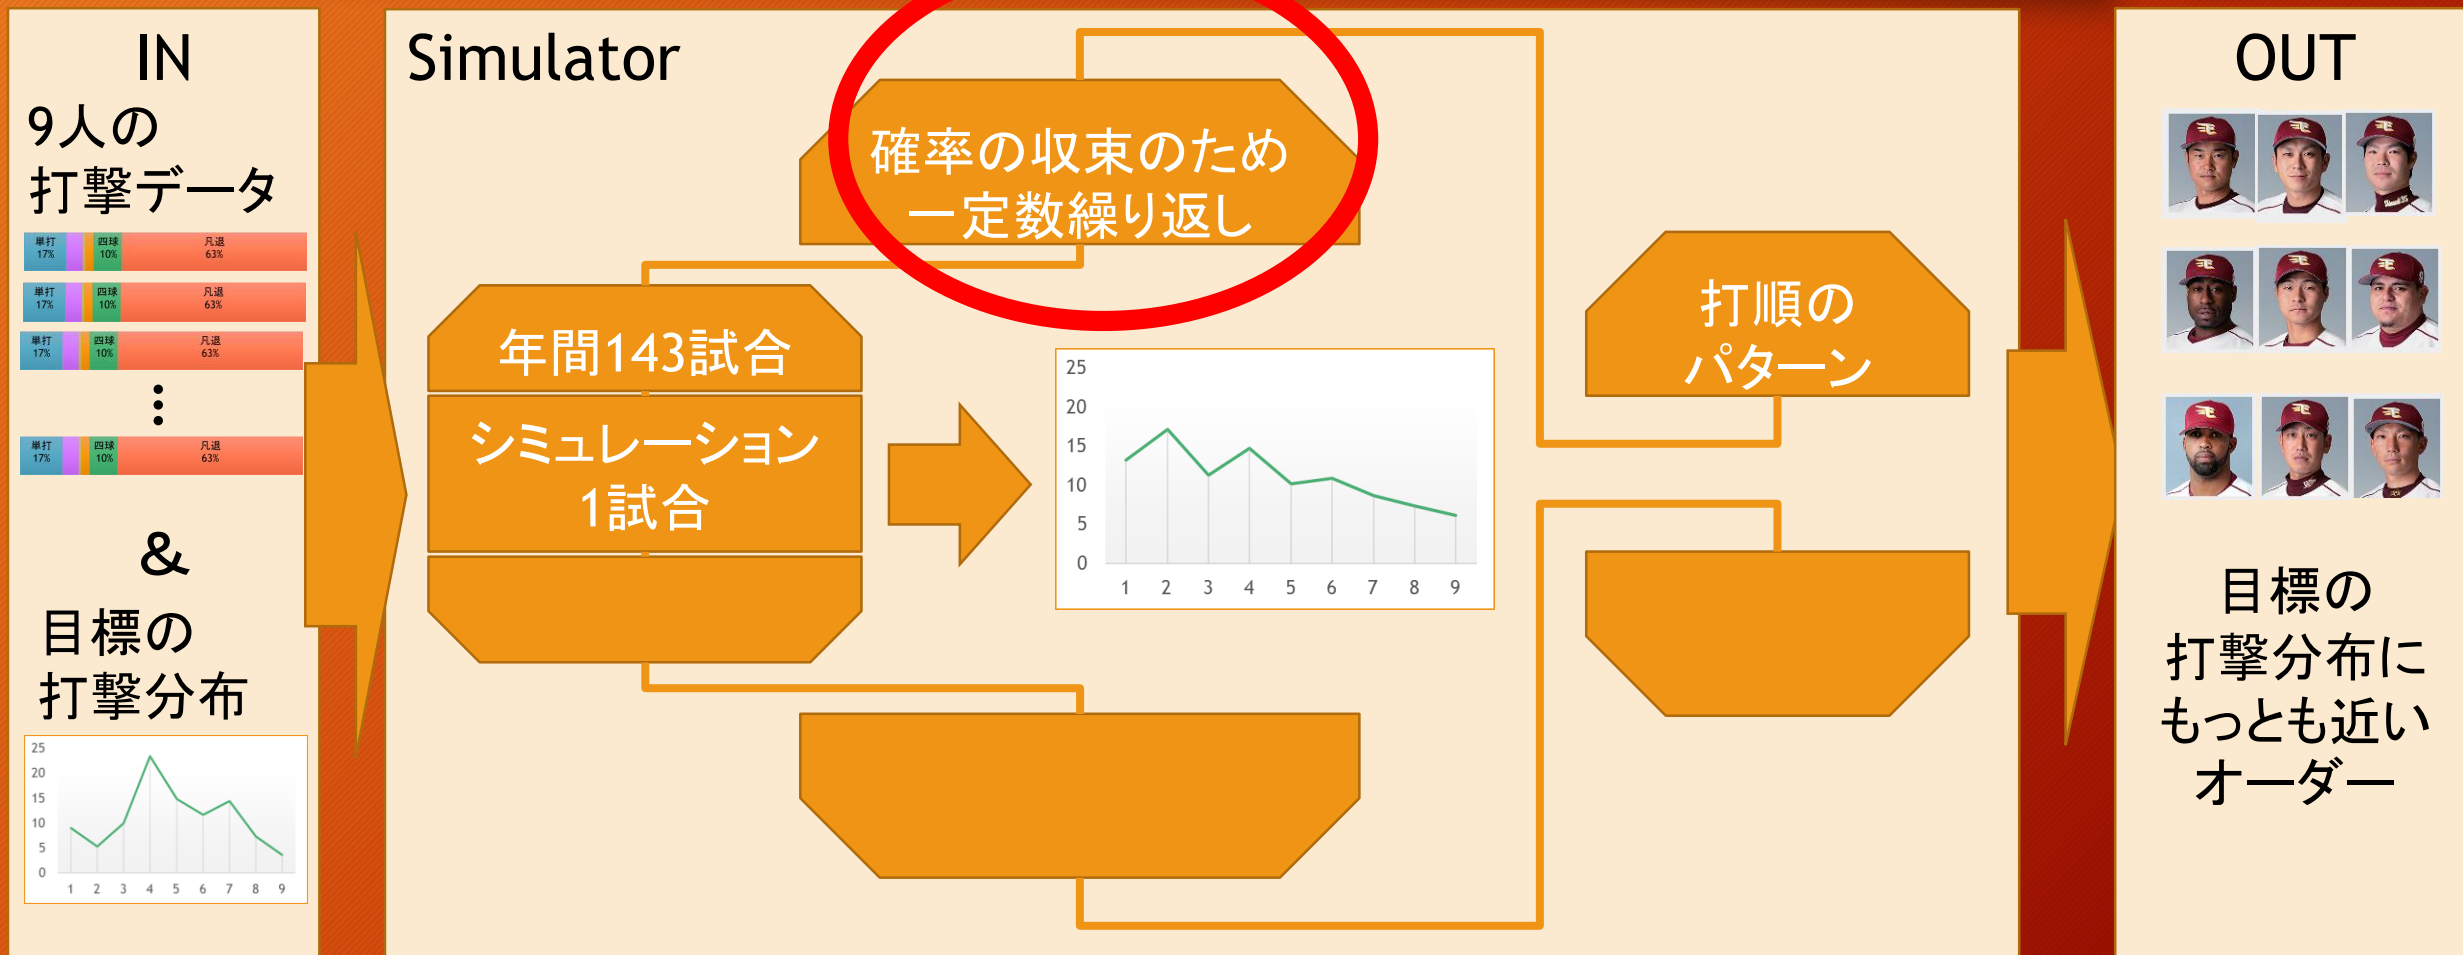 IN
9人の
打撃データ
単打 四球 凡退
17% 10% 63%
単打 四球 凡退
17% 10% 63%
単打 四球 凡退
17% 10% 63%
⋮
単打 四球 凡退
17% 10% 63%
&
目標の
打撃分布
25
20
15
10
5
0
1 2 3 4 5 6 7 8 9
Simulator
確率の収束のため
一定数繰り返し
年間143試合
シミュレーション
1試合
25
20
15
10
5
0
1 2 3 4 5 6 7 8 9
打順の
パターン
OUT
目標の
打撃分布に
もっとも近い
オーダー